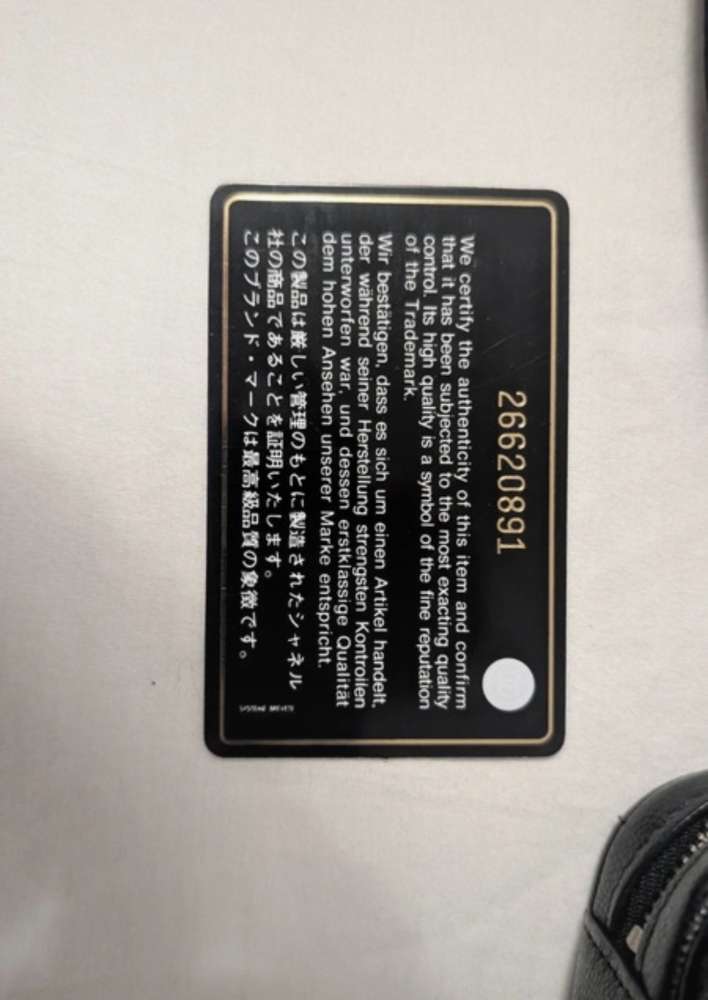 26620891
We certify the authenticity of this item and confirm
that it has been subjected to the most exacting quality
control. Its high quality is a symbol of the fine reputation
of the Trademark.
Wir bestätigen, dass es sich um einen Artikel handelt,
der während seiner Herstellung strengsten Kontrollen
unterworfen war, und dessen erstklassige Qualität
dem hohen Ansehen unserer Marke entspricht.
この製品は厳しい管理のもとに製造されたシャネル
社の商品であることを証明いたします。
このブランド・マークは最高級品質の象徴です。